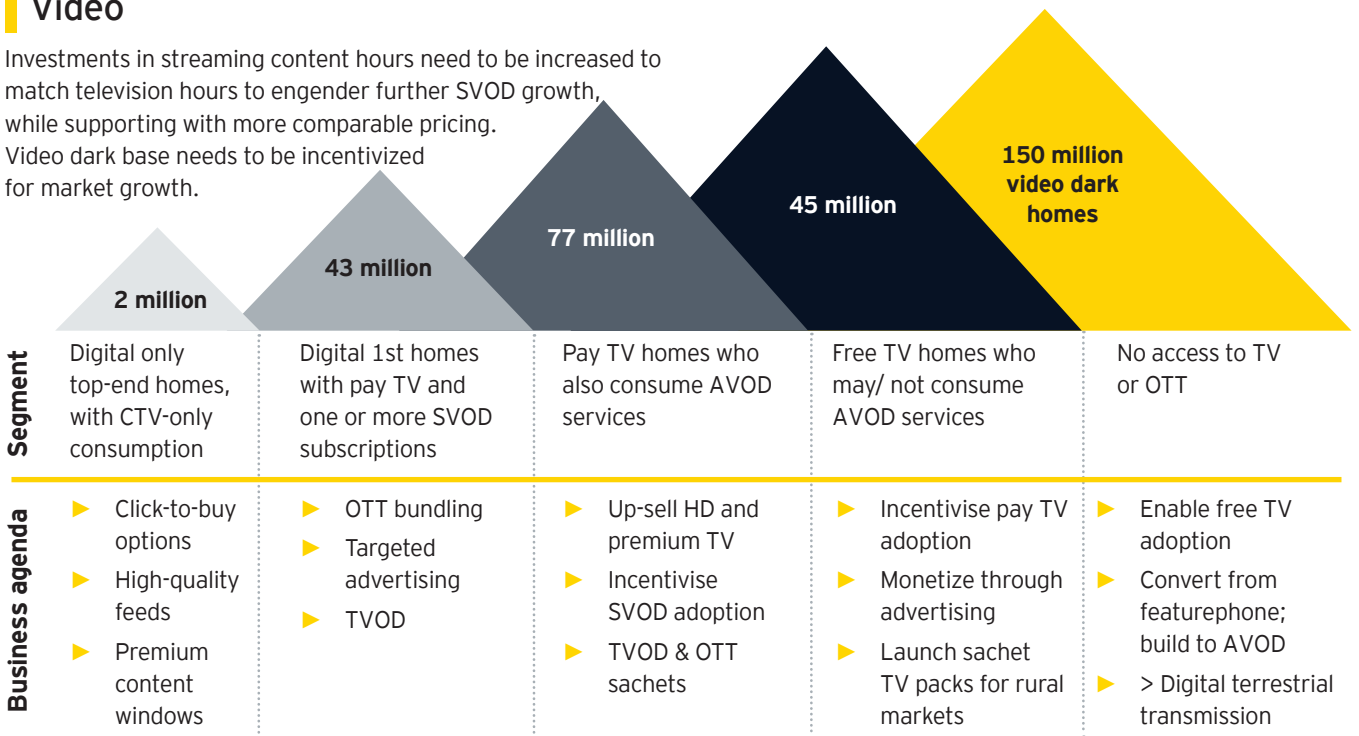 Video
Investments in streaming content hours need to be increased to
match television hours to engender further SVOD growth,
while supporting with more comparable pricing.
Video dark base needs to be incentivized
for market growth.
2 million
43 million
77 million
45 million
150 million
video dark
homes
Segment
Digital only
top-end homes,
with CTV-only
consumption
Digital 1st homes
with pay TV and
one or more SVOD
subscriptions
Pay TV homes who
also consume AVOD
services
Free TV homes who
may/ not consume
AVOD services
No access to TV
or OTT
Business agenda
► Click-to-buy
options
► High-quality
feeds
► Premium
content
windows
► OTT bundling
► Targeted
advertising
► TVOD
► Up-sell HD and
premium TV
► Incentivise
SVOD adoption
► TVOD & OTT
sachets
► Incentivise pay TV
adoption
► Monetize through
advertising
► Launch sachet
TV packs for rural
markets
► Enable free TV
adoption
► Convert from
featurephone;
build to AVOD
► > Digital terrestrial
transmission